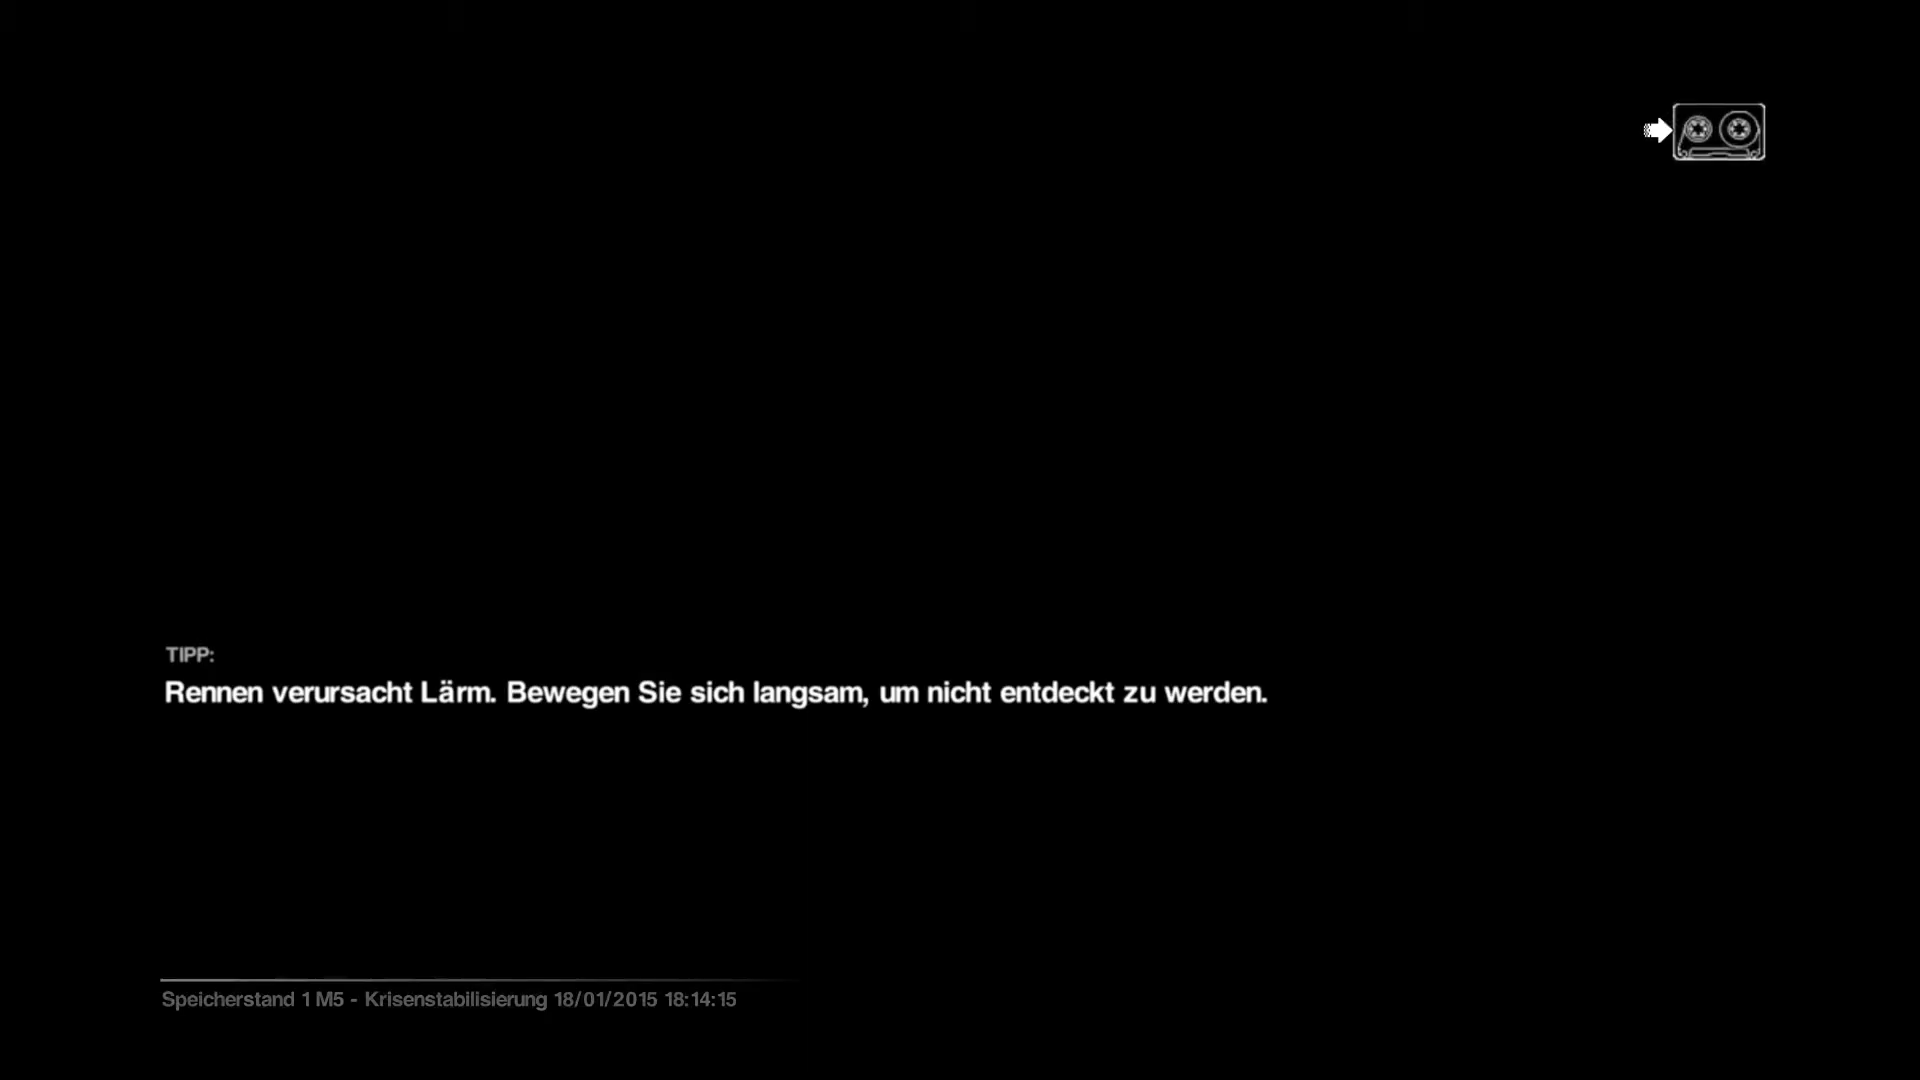 TIPP:
Rennen verursacht Lärm. Bewegen Sie sich langsam, um nicht entdeckt zu werden.
Speicherstand 1 M5 - Krisenstabilisierung 18/01/2015 18:14:15